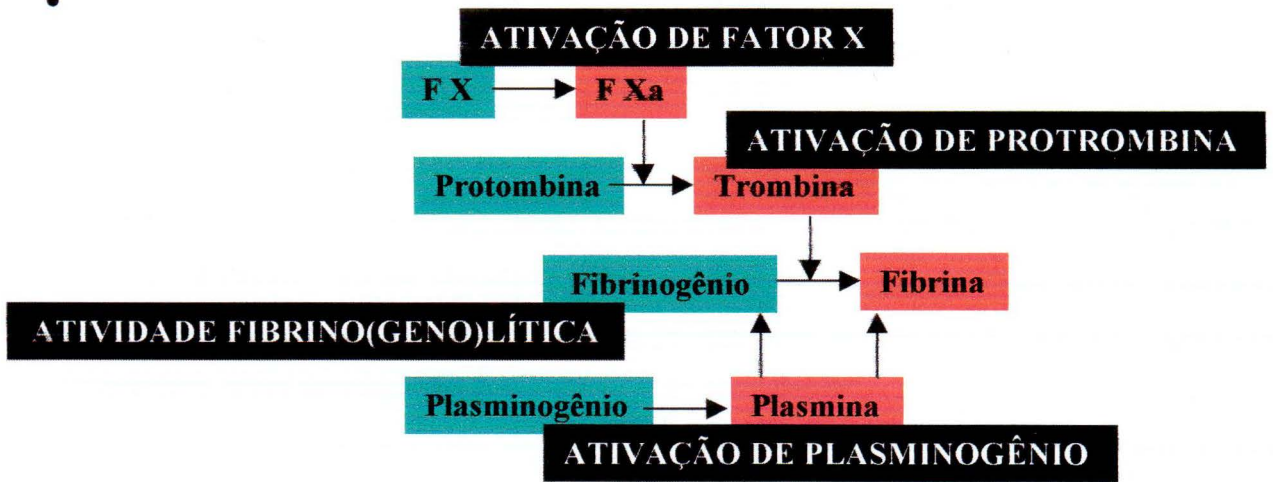 ATIVAÇÃO DE FATOR X
F X
F Xa
ATIVAÇÃO DE PROTROMBINA
Protombina
Trombina
Fibrinogênio
Fibrina
ATIVIDADE FIBRINO(GENO)LÍTICA
Plasminogênio
Plasmina
ATIVAÇÃO DE PLASMINOGÊNIO